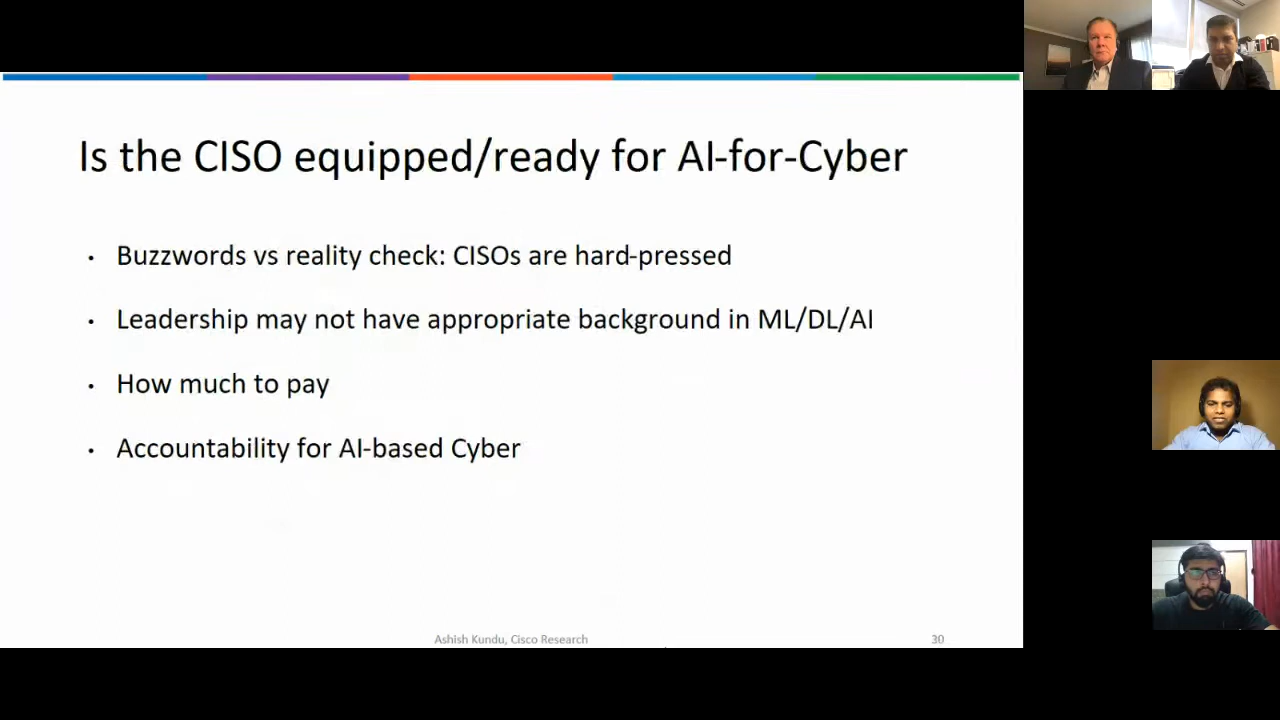 Is the CISO equipped/ready for AI-for-Cyber
• Buzzwords vs reality check: CISOs are hard-pressed
• Leadership may not have appropriate background in ML/DL/AI
• How much to pay
• Accountability for AI-based Cyber
Ashish Kundu, Cisco Research
30